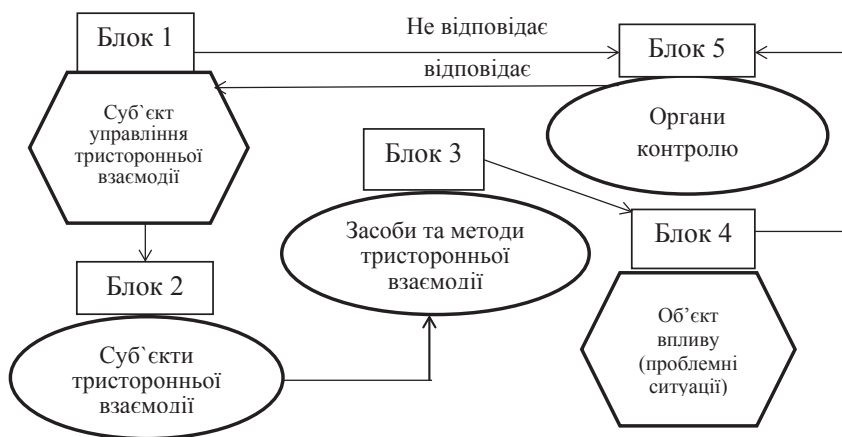 Блок 1
Не відповідає
Блок 5
відповідає
Суб`єкт
управління
тристоронньої
взаємодії
Органи
контролю
Блок 3
Засоби та методи
тристоронньої
взаємодії
Блок 4
Блок 2
Об’єкт
впливу
(проблемні
ситуації)
Суб`єкти
тристоронньої
взаємодії